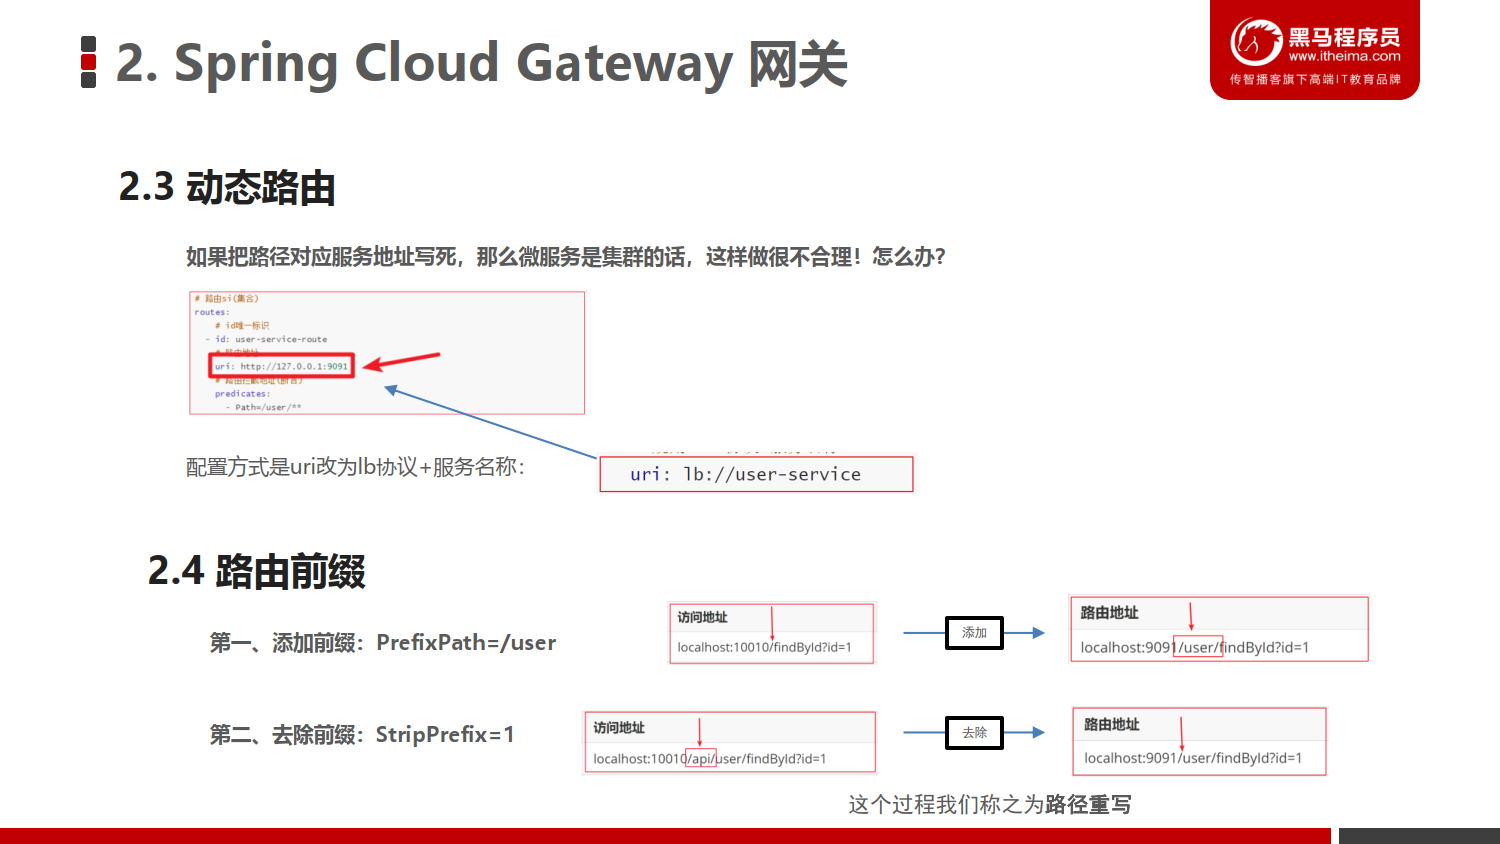 2. Spring Cloud Gateway 网关
黑马程序员
www.itheima.com
传智播客旗下高端IT教育品牌
2.3 动态路由
如果把路径对应服务地址写死，那么微服务是集群的话，这样做很不合理！怎么办？
# 路由si(集合)
routes:
# id唯一标识
- id: user-service-route
uri: http://127.0.0.1:9091
predicates:
- Path=/user/**
配置方式是uri改为lb协议+服务名称：
uri: lb://user-service
2.4 路由前缀
第一、添加前缀：PrefixPath=/user
访问地址
localhost:10010/findById?id=1
添加
路由地址
localhost:9091/user/findById?id=1
第二、去除前缀：StripPrefix=1
访问地址
localhost:10010/api/user/findById?id=1
去除
路由地址
localhost:9091/user/findById?id=1
这个过程我们称之为路径重写